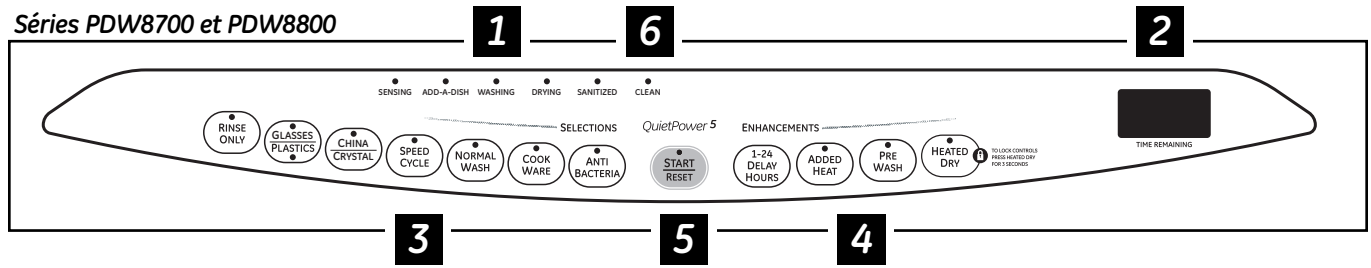 Séries PDW8700 et PDW8800
1
6
2
SENSING ADD-A-DISH WASHING DRYING SANITIZED CLEAN
SELECTIONS QuietPower 5 ENHANCEMENTS
RINSE
ONLY
GLASSES
PLASTICS
CHINA
CRYSTAL
SPEED
CYCLE
NORMAL
WASH
COOK
WARE
ANTI
BACTERIA
START
RESET
1-24
DELAY
HOURS
ADDED
HEAT
PRE
WASH
HEATED
DRY
TO LOCK CONTROLS
PRESS HEATED DRY
FOR 3 SECONDS
TIME REMAINING
3
5
4